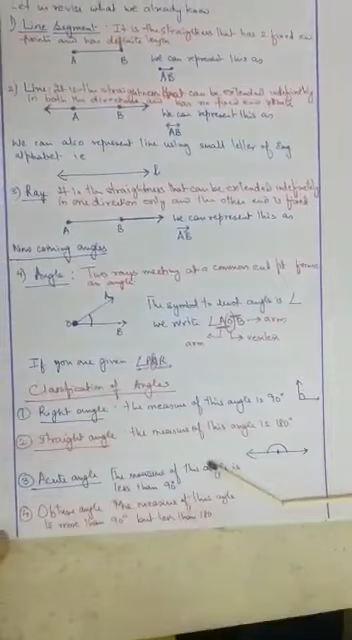 Let us revise what we already know
1) Line Segment : It is the straightness that has 2 fixed end
points and has definite length
A B We can represent this as
AB
2) Line: It is the straightness that can be extended indefinitely
in both the directions and has no fixed end points
A B We can represent this as
AB
We can also represent line using small letter of Eng
alphabet. ie
l
3) Ray It is the straightness that can be extended indefinitely
in one direction only and the other end is fixed
A B We can represent this as
AB
Now coming angles
4) Angle : Two rays meeting at a common end pt forms
an angle
A The symbol to angle is ∠
O B we write ∠AOB → arm
arm → vertex
If you are given ∠PQR
Classification of Angles
① Right angle : the measure of this angle is 90°
② Straight angle the measure of this angle is 180°
③ Acute angle The measure of this angle is
less than 90°
④ Obtuse angle The measure of this angle
is more than 90° but less than 180